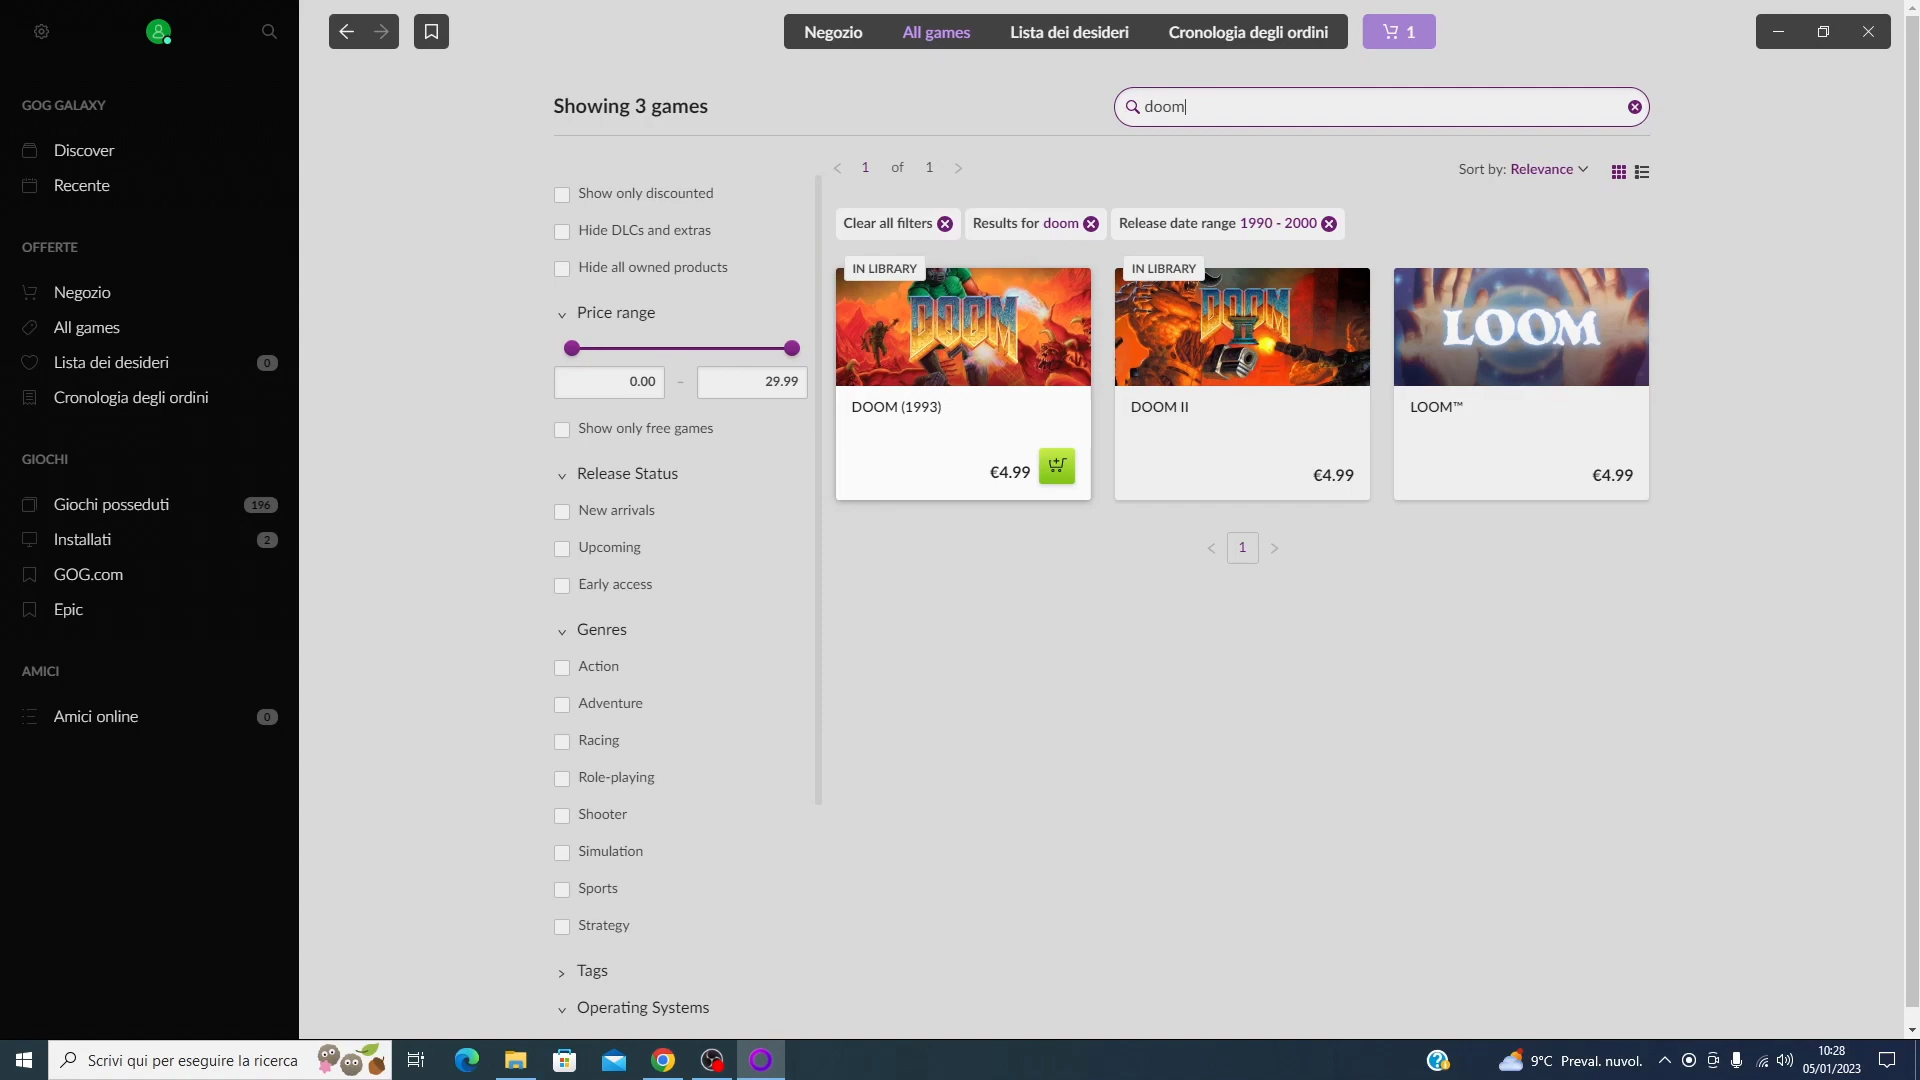 GOG GALAXY
Discover
Recente
OFFERTE
Negozio
All games
Lista dei desideri 0
Cronologia degli ordini
GIOCHI
Giochi posseduti 196
Installati 2
GOG.com
Epic
AMICI
Amici online 0
Negozio All games Lista dei desideri Cronologia degli ordini 1
Showing 3 games
doom
1 of 1
Sort by: Relevance
Show only discounted
Hide DLCs and extras
Hide all owned products
Price range
0.00 - 29.99
Show only free games
Release Status
New arrivals
Upcoming
Early access
Genres
Action
Adventure
Racing
Role-playing
Shooter
Simulation
Sports
Strategy
Tags
Operating Systems
Clear all filters Results for doom Release date range 1990 - 2000
IN LIBRARY
DOOM
DOOM (1993)
€4.99
IN LIBRARY
DOOM
II
DOOM II
€4.99
LOOM
LOOM™
€4.99
1
Scrivi qui per eseguire la ricerca
9°C Preval. nuvol.
10:28
05/01/2023